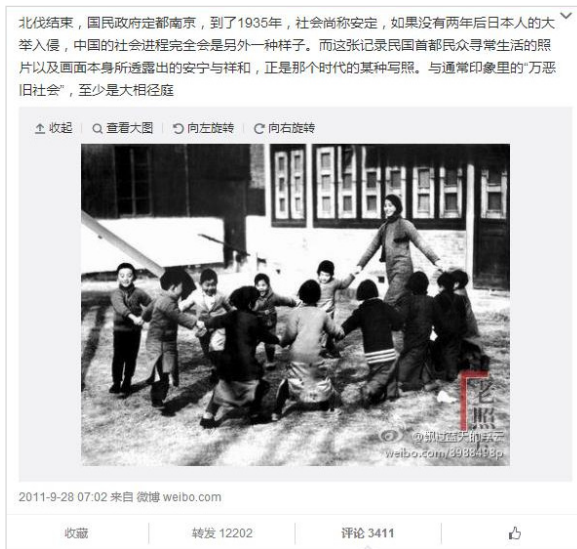 北伐结束，国民政府定都南京，到了1935年，社会尚称安定，如果没有两年后日本人的大
举入侵，中国的社会进程完全会是另外一种样子。而这张记录民国首都民众寻常生活的照
片以及画面本身所透露出的安宁与祥和，正是那个时代的某种写照。与通常印象里的“万恶
旧社会”，至少是大相径庭
收起 查看大图 向左旋转 向右旋转
老照片
weibo.com/8988498p
2011-9-28 07:02 来自 微博 weibo.com
收藏 转发 12202 评论 3411